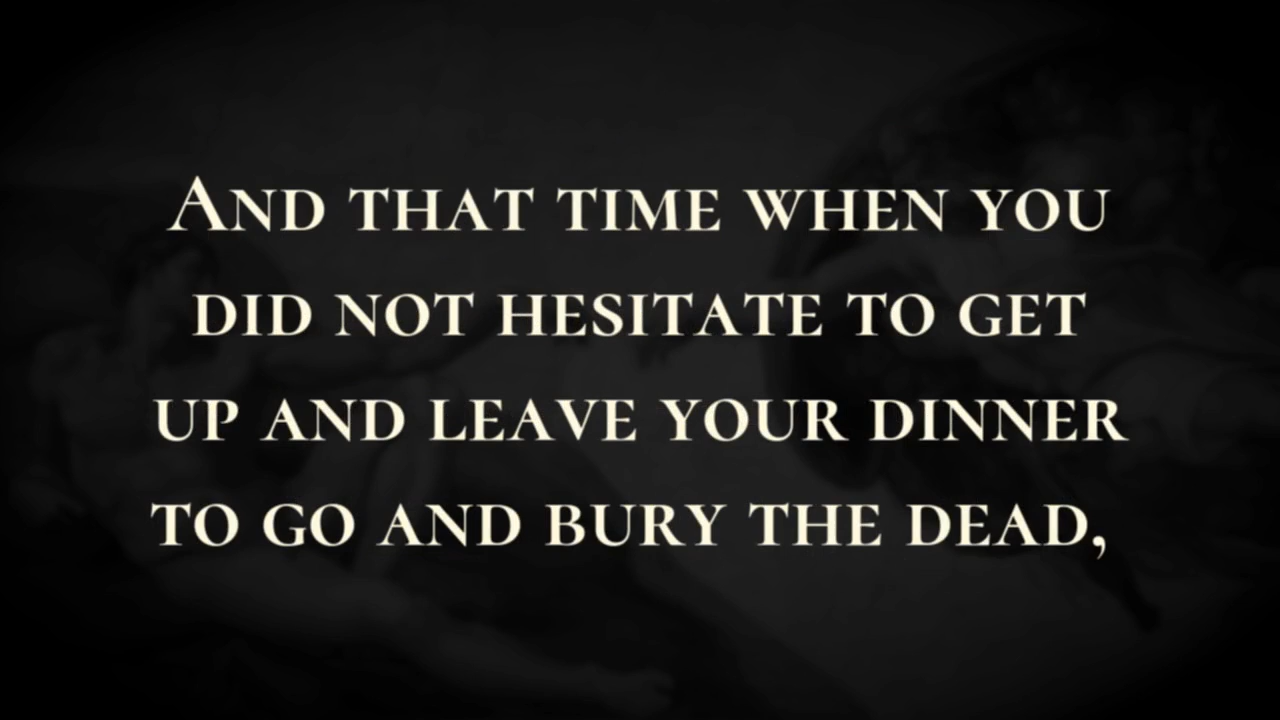 And that time when you
did not hesitate to get
up and leave your dinner
to go and bury the dead,